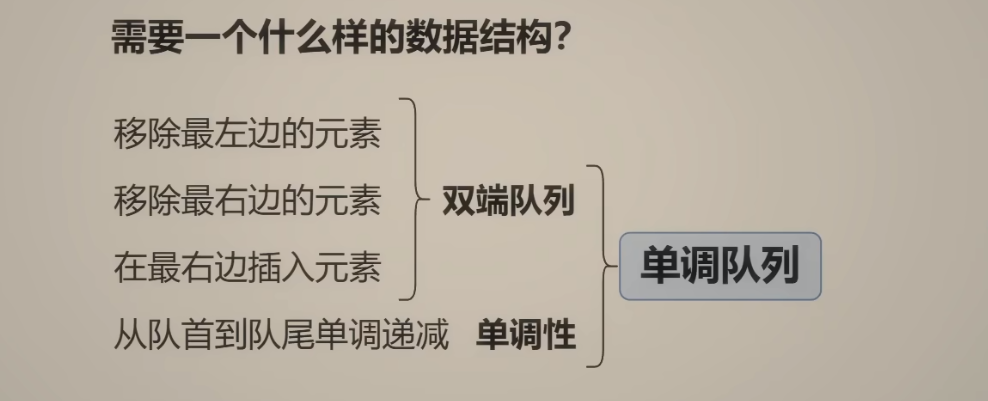 需要一个什么样的数据结构?
移除最左边的元素
移除最右边的元素
双端队列
在最右边插入元素
单调队列
从队首到队尾单调递减 单调性